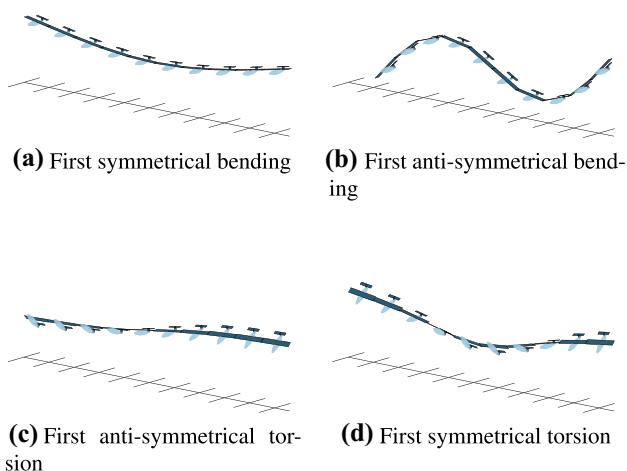 (a) First symmetrical bending
(b) First anti-symmetrical bend-
ing
(c) First anti-symmetrical tor-
sion
(d) First symmetrical torsion